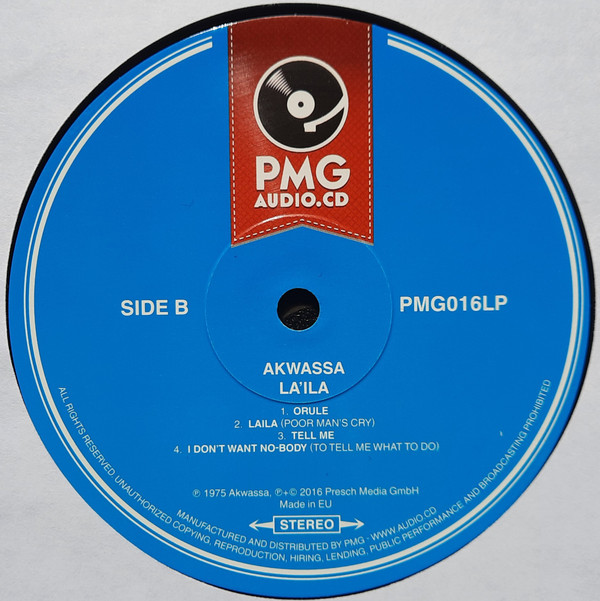 PMG
AUDIO.CD
SIDE B
PMG016LP
AKWASSA
LA'ILA
1. ORULE
2. LAILA (POOR MAN'S CRY)
3. TELL ME
4. I DON'T WANT NO-BODY (TO TELL ME WHAT TO DO)
℗ 1975 Akwassa, ℗+© 2016 Presch Media GmbH
Made in EU
STEREO
MANUFACTURED AND DISTRIBUTED BY PMG - WWW.AUDIO.CD
ALL RIGHTS RESERVED. UNAUTHORIZED COPYING, REPRODUCTION, HIRING, LENDING, PUBLIC PERFORMANCE AND BROADCASTING PROHIBITED